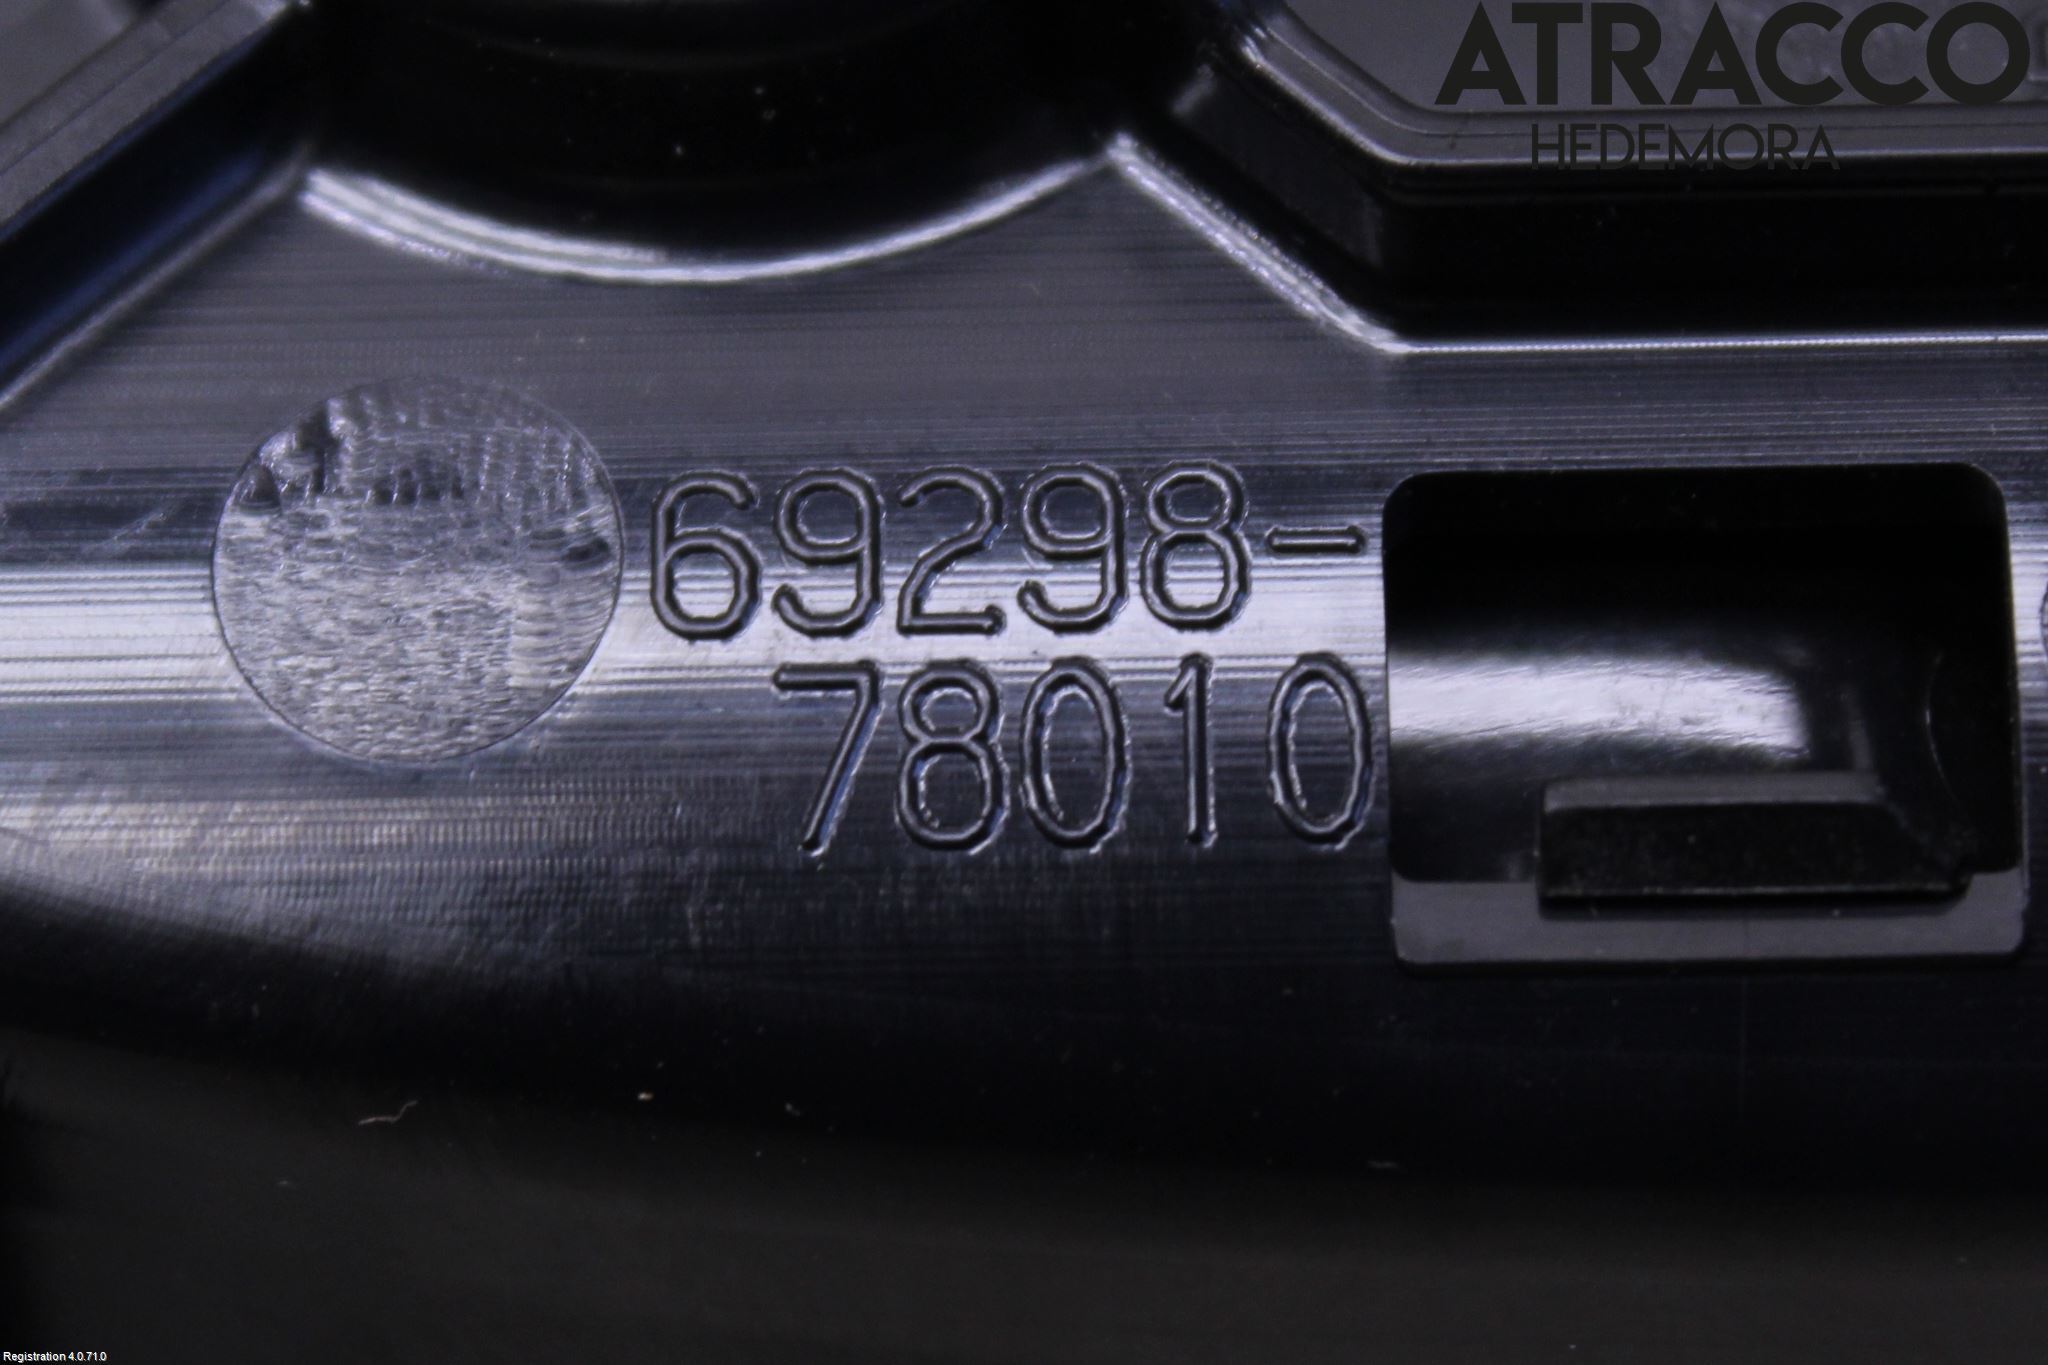 ATRACCO
HEDEMORA
69298-
78010
Registration 4.0.71.0